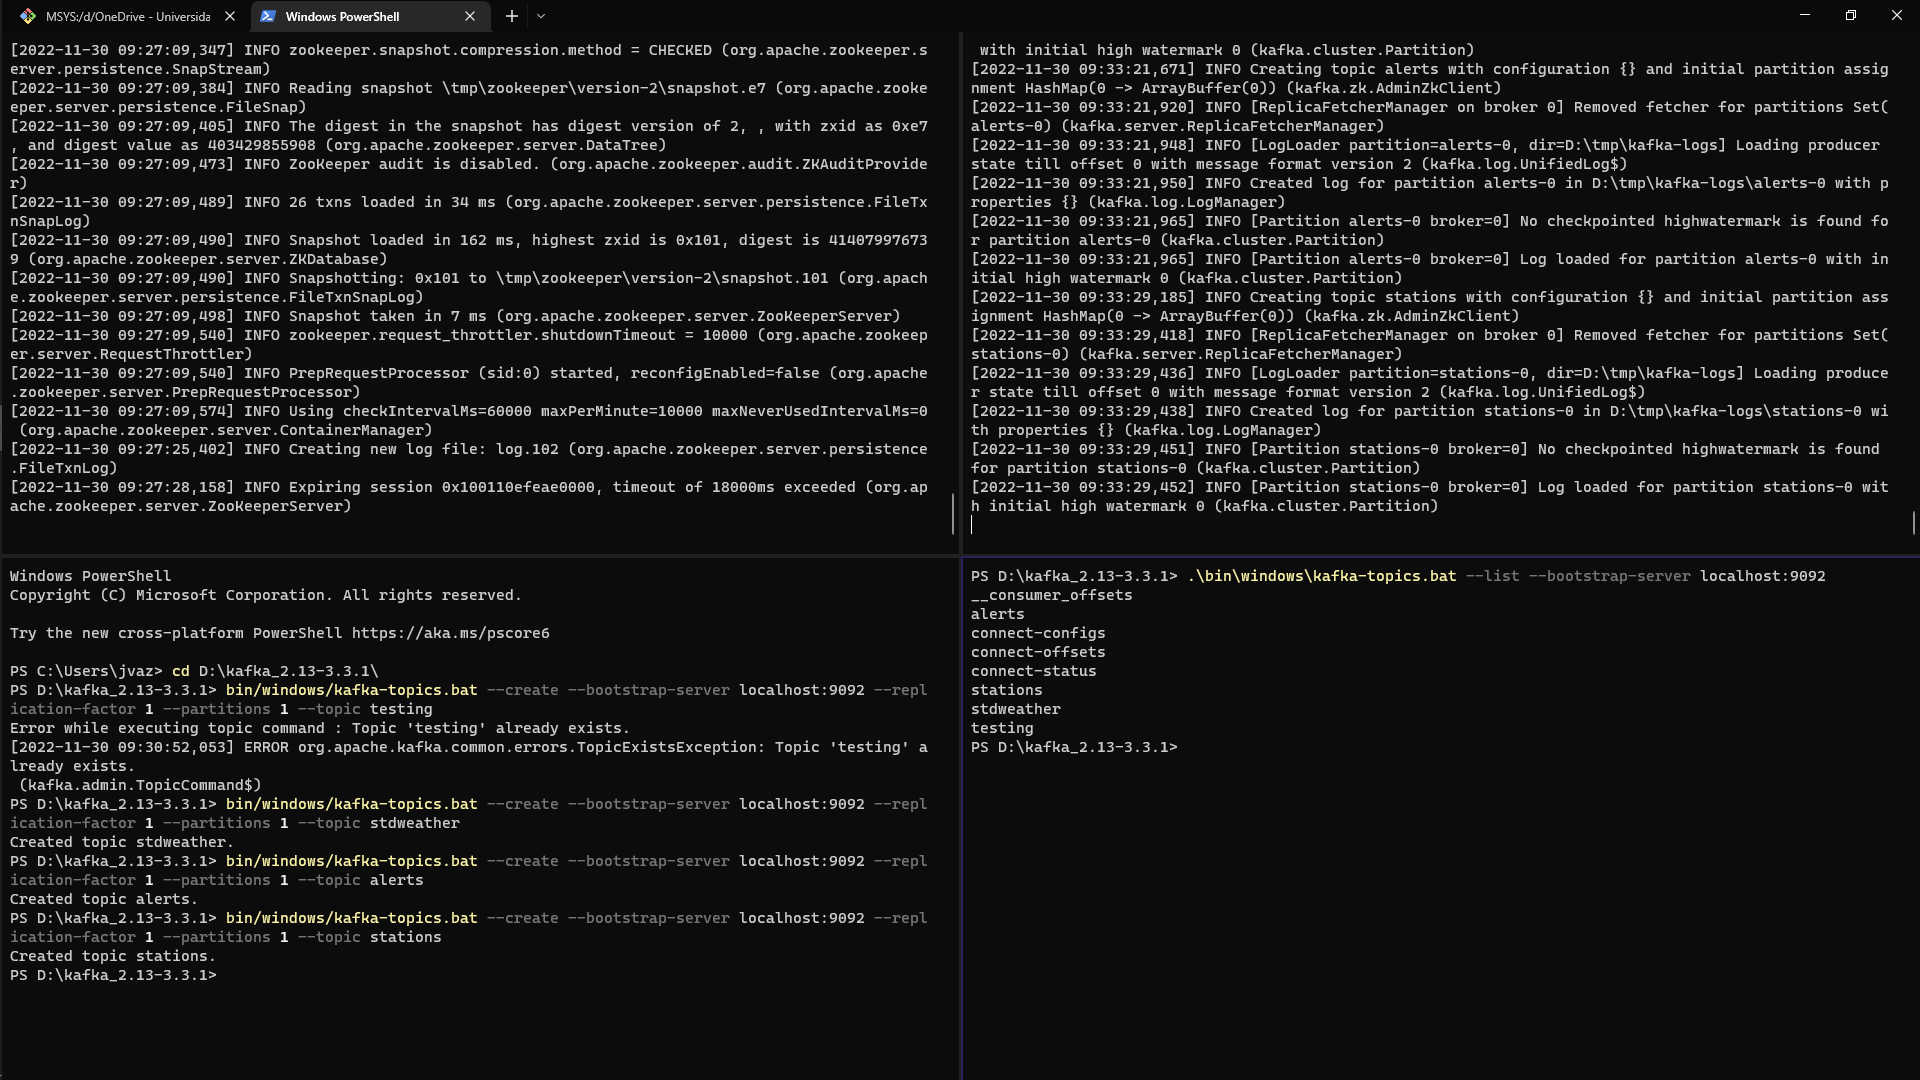 MSYS:/d/OneDrive - Universida
Windows PowerShell
[2022-11-30 09:27:09,347] INFO zookeeper.snapshot.compression.method = CHECKED (org.apache.zookeeper.s
erver.persistence.SnapStream)
[2022-11-30 09:27:09,384] INFO Reading snapshot \tmp\zookeeper\version-2\snapshot.e7 (org.apache.zooke
eper.server.persistence.FileSnap)
[2022-11-30 09:27:09,405] INFO The digest in the snapshot has digest version of 2, , with zxid as 0xe7
, and digest value as 403429855908 (org.apache.zookeeper.server.DataTree)
[2022-11-30 09:27:09,473] INFO ZooKeeper audit is disabled. (org.apache.zookeeper.audit.ZKAuditProvide
r)
[2022-11-30 09:27:09,489] INFO 26 txns loaded in 34 ms (org.apache.zookeeper.server.persistence.FileTx
nSnapLog)
[2022-11-30 09:27:09,490] INFO Snapshot loaded in 162 ms, highest zxid is 0x101, digest is 41407997673
9 (org.apache.zookeeper.server.ZKDatabase)
[2022-11-30 09:27:09,490] INFO Snapshotting: 0x101 to \tmp\zookeeper\version-2\snapshot.101 (org.apach
e.zookeeper.server.persistence.FileTxnSnapLog)
[2022-11-30 09:27:09,498] INFO Snapshot taken in 7 ms (org.apache.zookeeper.server.ZooKeeperServer)
[2022-11-30 09:27:09,540] INFO zookeeper.request_throttler.shutdownTimeout = 10000 (org.apache.zookeep
er.server.RequestThrottler)
[2022-11-30 09:27:09,540] INFO PrepRequestProcessor (sid:0) started, reconfigEnabled=false (org.apache
.zookeeper.server.PrepRequestProcessor)
[2022-11-30 09:27:09,574] INFO Using checkIntervalMs=60000 maxPerMinute=10000 maxNeverUsedIntervalMs=0
(org.apache.zookeeper.server.ContainerManager)
[2022-11-30 09:27:25,402] INFO Creating new log file: log.102 (org.apache.zookeeper.server.persistence
.FileTxnLog)
[2022-11-30 09:27:28,158] INFO Expiring session 0x100110efeae0000, timeout of 18000ms exceeded (org.ap
ache.zookeeper.server.ZooKeeperServer)
with initial high watermark 0 (kafka.cluster.Partition)
[2022-11-30 09:33:21,671] INFO Creating topic alerts with configuration {} and initial partition assig
nment HashMap(0 -> ArrayBuffer(0)) (kafka.zk.AdminZkClient)
[2022-11-30 09:33:21,920] INFO [ReplicaFetcherManager on broker 0] Removed fetcher for partitions Set(
alerts-0) (kafka.server.ReplicaFetcherManager)
[2022-11-30 09:33:21,948] INFO [LogLoader partition=alerts-0, dir=D:\tmp\kafka-logs] Loading producer
state till offset 0 with message format version 2 (kafka.log.UnifiedLog$)
[2022-11-30 09:33:21,950] INFO Created log for partition alerts-0 in D:\tmp\kafka-logs\alerts-0 with p
roperties {} (kafka.log.LogManager)
[2022-11-30 09:33:21,965] INFO [Partition alerts-0 broker=0] No checkpointed highwatermark is found fo
r partition alerts-0 (kafka.cluster.Partition)
[2022-11-30 09:33:21,965] INFO [Partition alerts-0 broker=0] Log loaded for partition alerts-0 with in
itial high watermark 0 (kafka.cluster.Partition)
[2022-11-30 09:33:29,185] INFO Creating topic stations with configuration {} and initial partition ass
ignment HashMap(0 -> ArrayBuffer(0)) (kafka.zk.AdminZkClient)
[2022-11-30 09:33:29,418] INFO [ReplicaFetcherManager on broker 0] Removed fetcher for partitions Set(
stations-0) (kafka.server.ReplicaFetcherManager)
[2022-11-30 09:33:29,436] INFO [LogLoader partition=stations-0, dir=D:\tmp\kafka-logs] Loading produce
r state till offset 0 with message format version 2 (kafka.log.UnifiedLog$)
[2022-11-30 09:33:29,438] INFO Created log for partition stations-0 in D:\tmp\kafka-logs\stations-0 wi
th properties {} (kafka.log.LogManager)
[2022-11-30 09:33:29,451] INFO [Partition stations-0 broker=0] No checkpointed highwatermark is found
for partition stations-0 (kafka.cluster.Partition)
[2022-11-30 09:33:29,452] INFO [Partition stations-0 broker=0] Log loaded for partition stations-0 wit
h initial high watermark 0 (kafka.cluster.Partition)
Windows PowerShell
Copyright (C) Microsoft Corporation. All rights reserved.
Try the new cross-platform PowerShell https://aka.ms/pscore6
PS C:\Users\jvaz> cd D:\kafka_2.13-3.3.1\
PS D:\kafka_2.13-3.3.1> bin/windows/kafka-topics.bat --create --bootstrap-server localhost:9092 --repl
ication-factor 1 --partitions 1 --topic testing
Error while executing topic command : Topic 'testing' already exists.
[2022-11-30 09:30:52,053] ERROR org.apache.kafka.common.errors.TopicExistsException: Topic 'testing' a
lready exists.
(kafka.admin.TopicCommand$)
PS D:\kafka_2.13-3.3.1> bin/windows/kafka-topics.bat --create --bootstrap-server localhost:9092 --repl
ication-factor 1 --partitions 1 --topic stdweather
Created topic stdweather.
PS D:\kafka_2.13-3.3.1> bin/windows/kafka-topics.bat --create --bootstrap-server localhost:9092 --repl
ication-factor 1 --partitions 1 --topic alerts
Created topic alerts.
PS D:\kafka_2.13-3.3.1> bin/windows/kafka-topics.bat --create --bootstrap-server localhost:9092 --repl
ication-factor 1 --partitions 1 --topic stations
Created topic stations.
PS D:\kafka_2.13-3.3.1>
PS D:\kafka_2.13-3.3.1> .\bin\windows\kafka-topics.bat --list --bootstrap-server localhost:9092
__consumer_offsets
alerts
connect-configs
connect-offsets
connect-status
stations
stdweather
testing
PS D:\kafka_2.13-3.3.1>